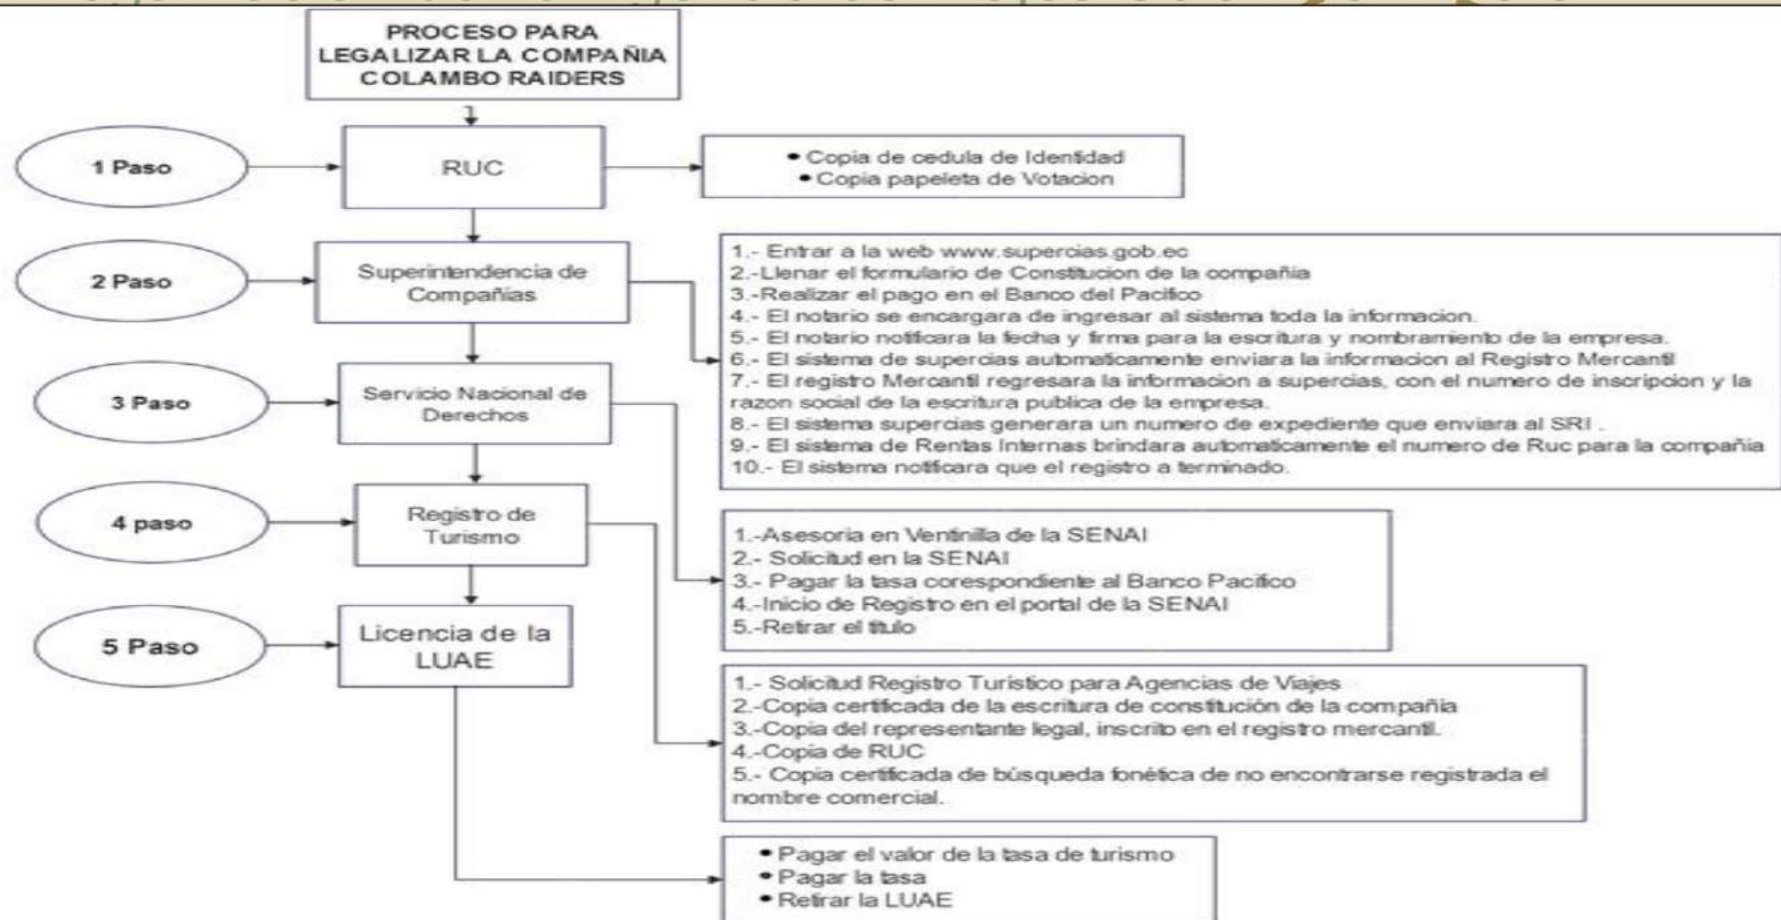 PROCESO PARA
LEGALIZAR LA COMPAÑIA
COLAMBO RAIDERS
1 Paso
RUC
• Copia de cedula de Identidad
• Copia papeleta de Votacion
2 Paso
Superintendencia de
Compañías
1.- Entrar a la web www.supercias.gob.ec
2.-Llenar el formulario de Constitucion de la compañia
3.-Realizar el pago en el Banco del Pacifico
4.- El notario se encargara de ingresar al sistema toda la informacion.
5.- El notario notificara la fecha y firma para la escritura y nombramiento de la empresa.
6.- El sistema de supercias automaticamente enviara la informacion al Registro Mercantil
7.- El registro Mercantil regresara la informacion a supercias, con el numero de inscripcion y la
razon social de la escritura publica de la empresa.
8.- El sistema supercias generara un numero de expediente que enviara al SRI .
9.- El sistema de Rentas Internas brindara automaticamente el numero de Ruc para la compañia
10.- El sistema notificara que el registro a terminado.
3 Paso
Servicio Nacional de
Derechos
1.-Asesoria en Ventinilla de la SENAI
2.- Solicitud en la SENAI
3.- Pagar la tasa corespondiente al Banco Pacifico
4.-Inicio de Registro en el portal de la SENAI
5.-Retirar el titulo
4 paso
Registro de
Turismo
1.- Solicitud Registro Turístico para Agencias de Viajes
2.-Copia certificada de la escritura de constitución de la compañía
3.-Copia del representante legal, inscrito en el registro mercantil.
4.-Copia de RUC
5.- Copia certificada de búsqueda fonética de no encontrarse registrada el
nombre comercial.
5 Paso
Licencia de la
LUAE
• Pagar el valor de la tasa de turismo
• Pagar la tasa
• Retirar la LUAE